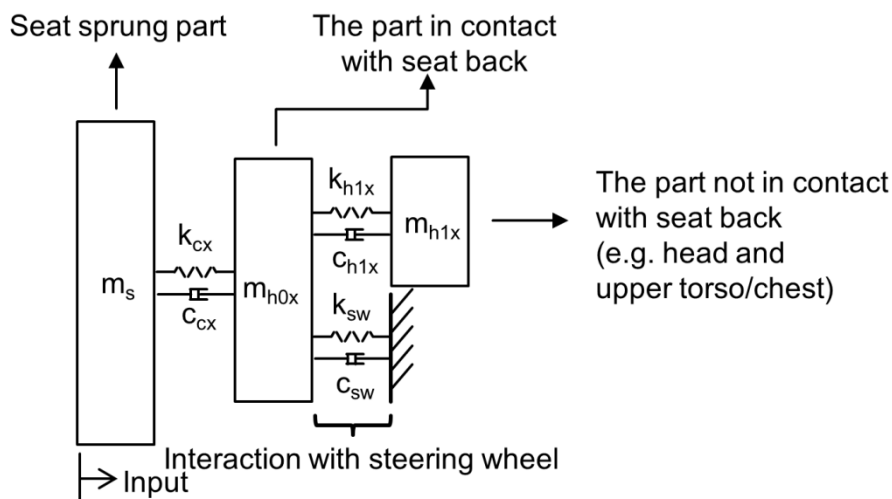 Seat sprung part
The part in contact
with seat back
k_h1x
m_h1x
c_h1x
The part not in contact
with seat back
(e.g. head and
upper torso/chest)
k_cx
m_s
c_cx
m_h0x
k_sw
c_sw
Interaction with steering wheel
Input